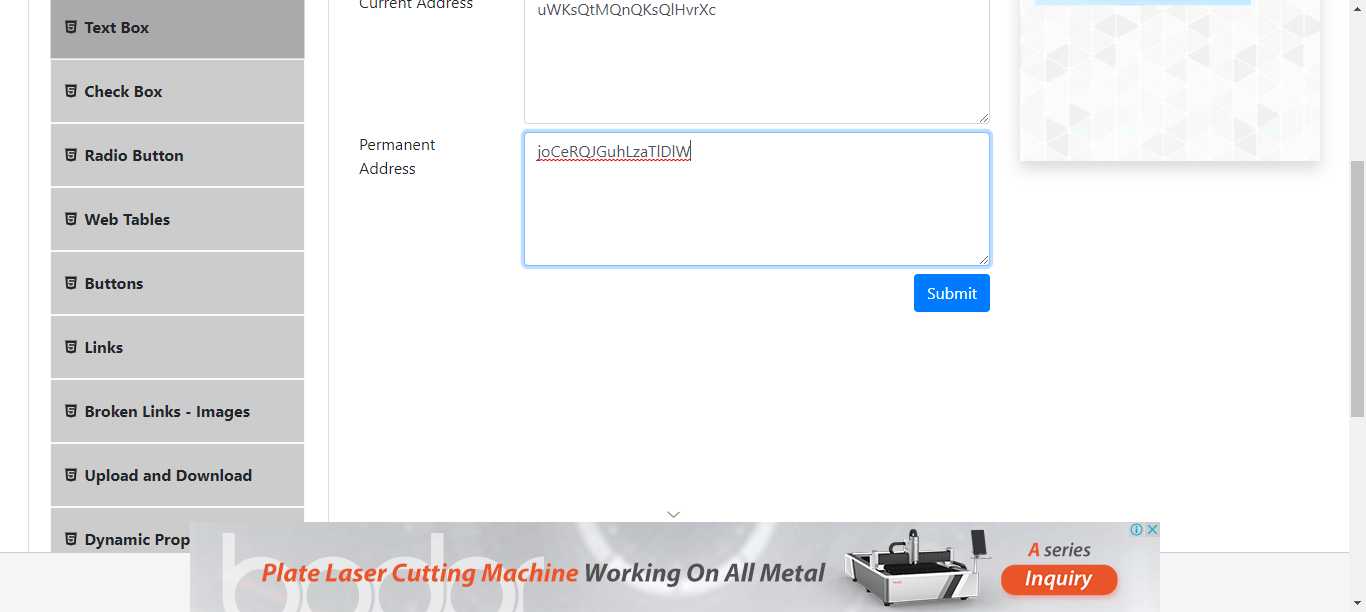 Current Address
uWKsQtMQnQKsQlHvrXc
Text Box
Check Box
Permanent
Address
joCeRQJGuhLzaTlDlW
Radio Button
Web Tables
Buttons
Submit
Links
Broken Links - Images
Upload and Download
Dynamic Prop
bodor
Plate Laser Cutting Machine Working On All Metal
A series
Inquiry